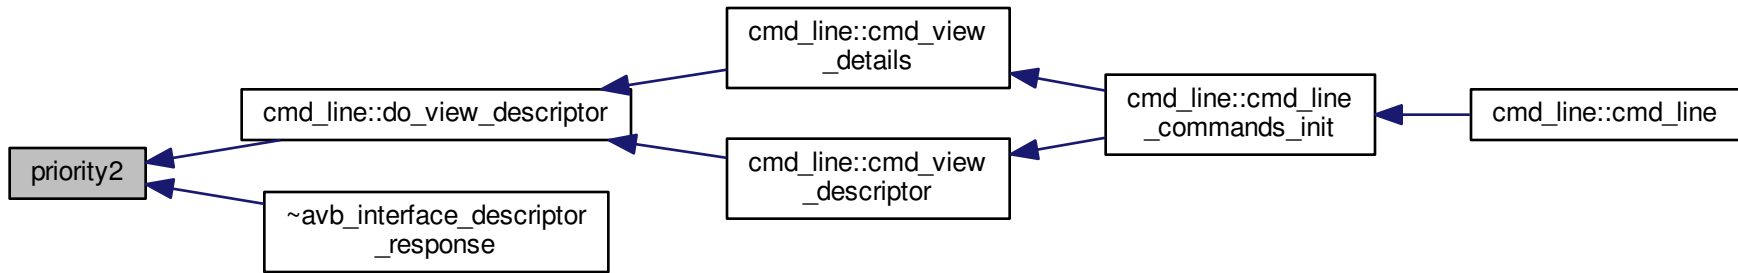 priority2
cmd_line::do_view_descriptor
~avb_interface_descriptor
_response
cmd_line::cmd_view
_details
cmd_line::cmd_view
_descriptor
cmd_line::cmd_line
_commands_init
cmd_line::cmd_line